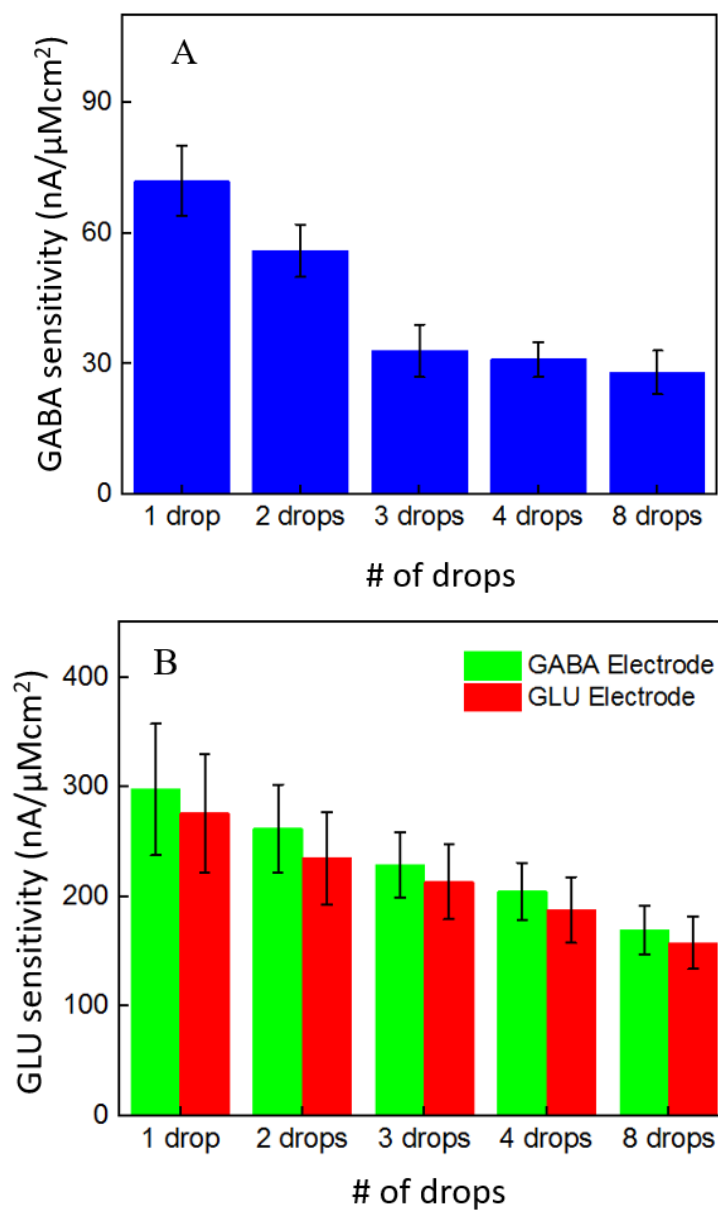 A
GABA sensitivity (nA/µMcm²)
90
60
30
0
1 drop 2 drops 3 drops 4 drops 8 drops
# of drops
B
GABA Electrode
GLU Electrode
GLU sensitivity (nA/µMcm²)
400
300
200
100
0
1 drop 2 drops 3 drops 4 drops 8 drops
# of drops